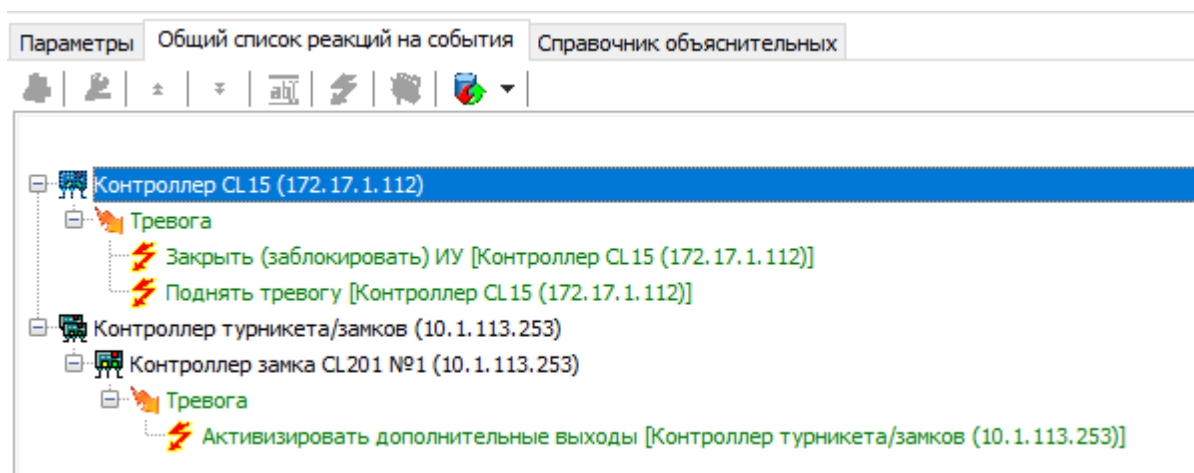 Параметры Общий список реакций на события Справочник объяснительных
ab
Контроллер CL15 (172.17.1.112)
Тревога
Закрыть (заблокировать) ИУ [Контроллер CL15 (172.17.1.112)]
Поднять тревогу [Контроллер CL15 (172.17.1.112)]
Контроллер турникета/замков (10.1.113.253)
Контроллер замка CL201 №1 (10.1.113.253)
Тревога
Активизировать дополнительные выходы [Контроллер турникета/замков (10.1.113.253)]